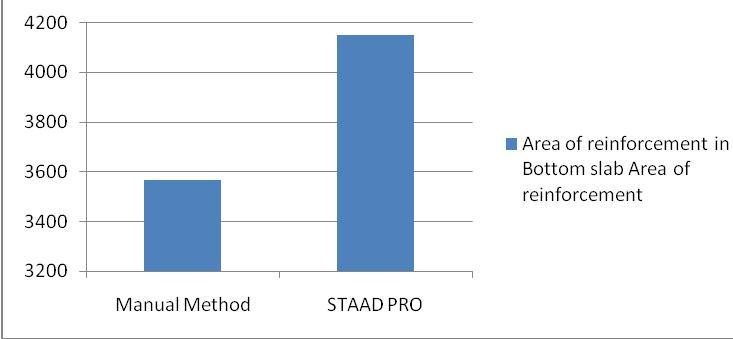 4200
4000
3800
3600
3400
3200
Manual Method
STAAD PRO
Area of reinforcement in
Bottom slab Area of
reinforcement